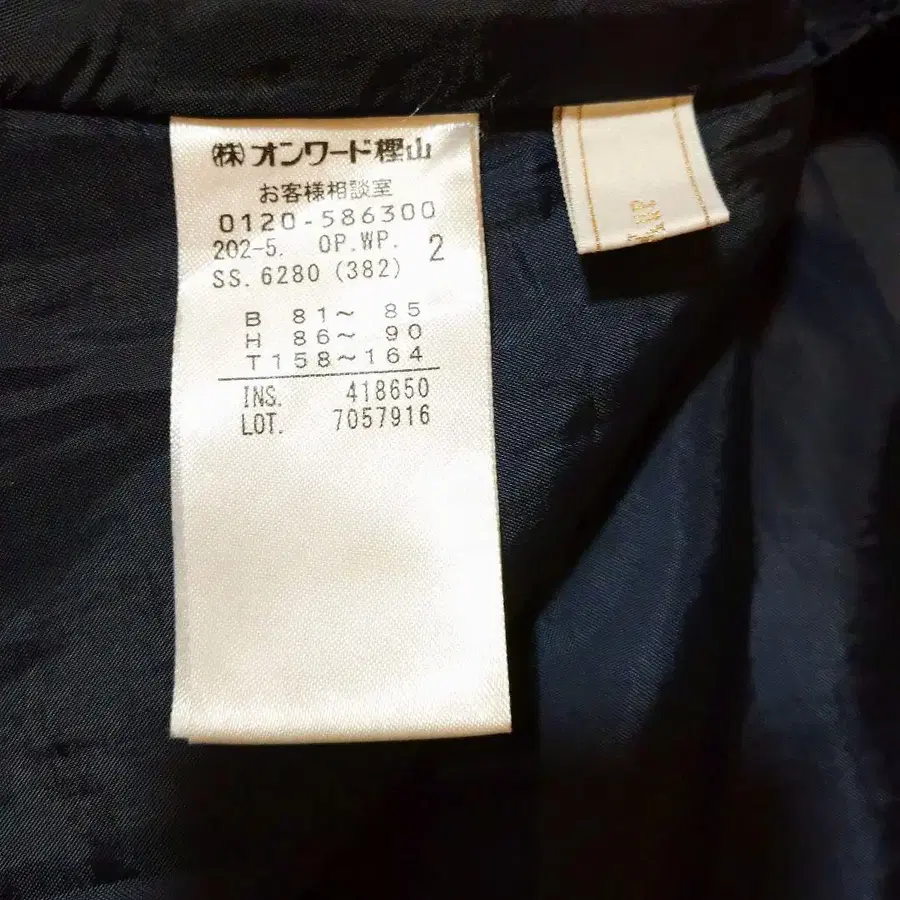 ㈱オンワード樫山
お客様相談室
0120-586300
202-5. OP.WP. 2
SS.6280 (382)
B 81～ 85
H 86～ 90
T158～164
INS. 418650
LOT. 7057916